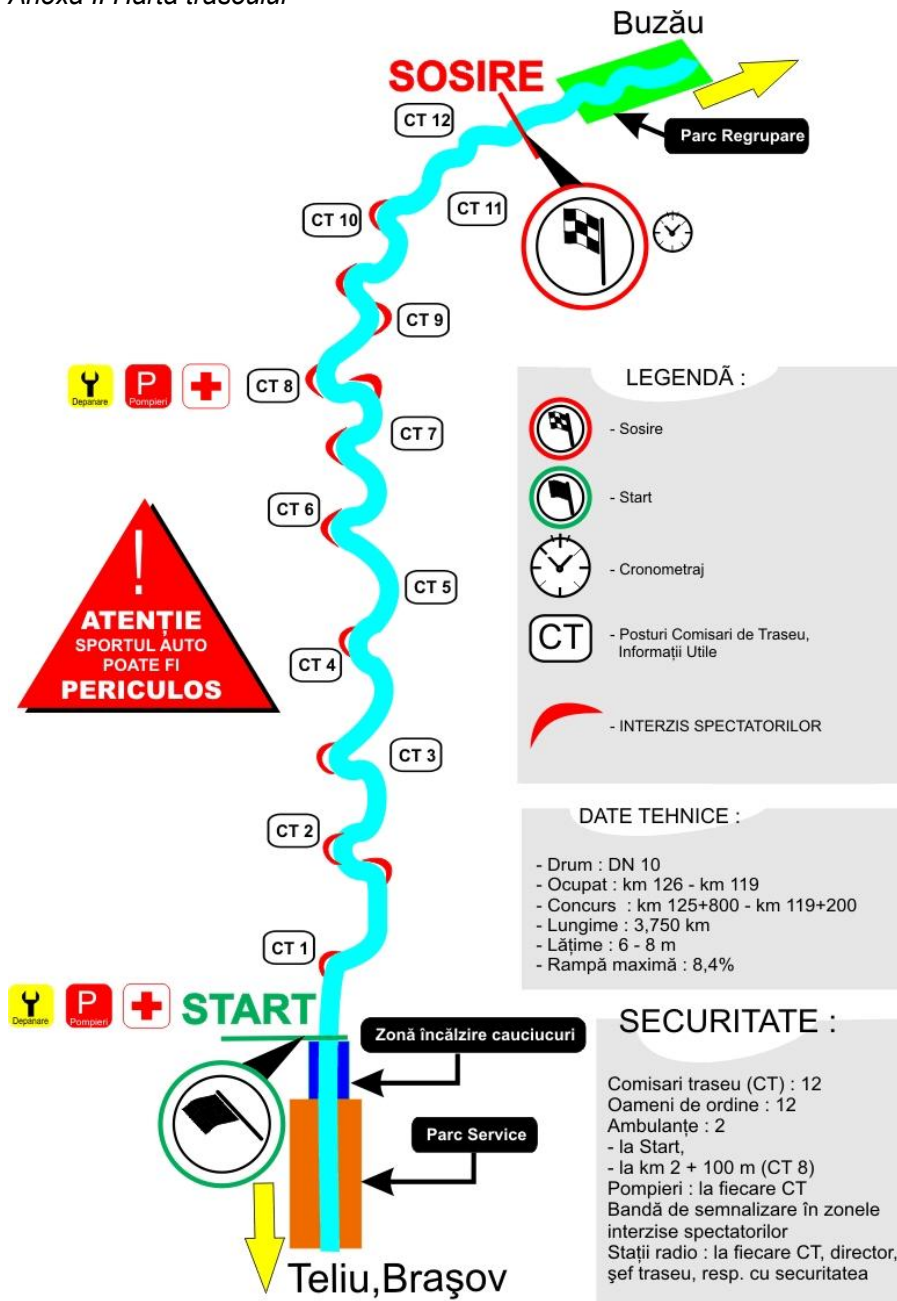 Anexa II Harta traseului
Buzău
SOSIRE
CT 12
Parc Regrupare
CT 11
CT 10
CT 9
Depanare
P
Pompieri
CT 8
CT 7
CT 6
CT 5
CT 4
CT 3
CT 2
CT 1
!
ATENȚIE
SPORTUL AUTO
POATE FI
PERICULOS
Depanare
P
Pompieri
START
Zonă încălzire cauciucuri
Parc Service
Teliu,Braşov
LEGENDÃ :
- Sosire
- Start
- Cronometraj
CT
- Posturi Comisari de Traseu,
Informații Utile
- INTERZIS SPECTATORILOR
DATE TEHNICE :
- Drum : DN 10
- Ocupat : km 126 - km 119
- Concurs : km 125+800 - km 119+200
- Lungime : 3,750 km
- Lățime : 6 - 8 m
- Rampă maximă : 8,4%
SECURITATE :
Comisari traseu (CT) : 12
Oameni de ordine : 12
Ambulanțe : 2
- la Start,
- la km 2 + 100 m (CT 8)
Pompieri : la fiecare CT
Bandă de semnalizare în zonele
interzise spectatorilor
Stații radio : la fiecare CT, director,
şef traseu, resp. cu securitatea